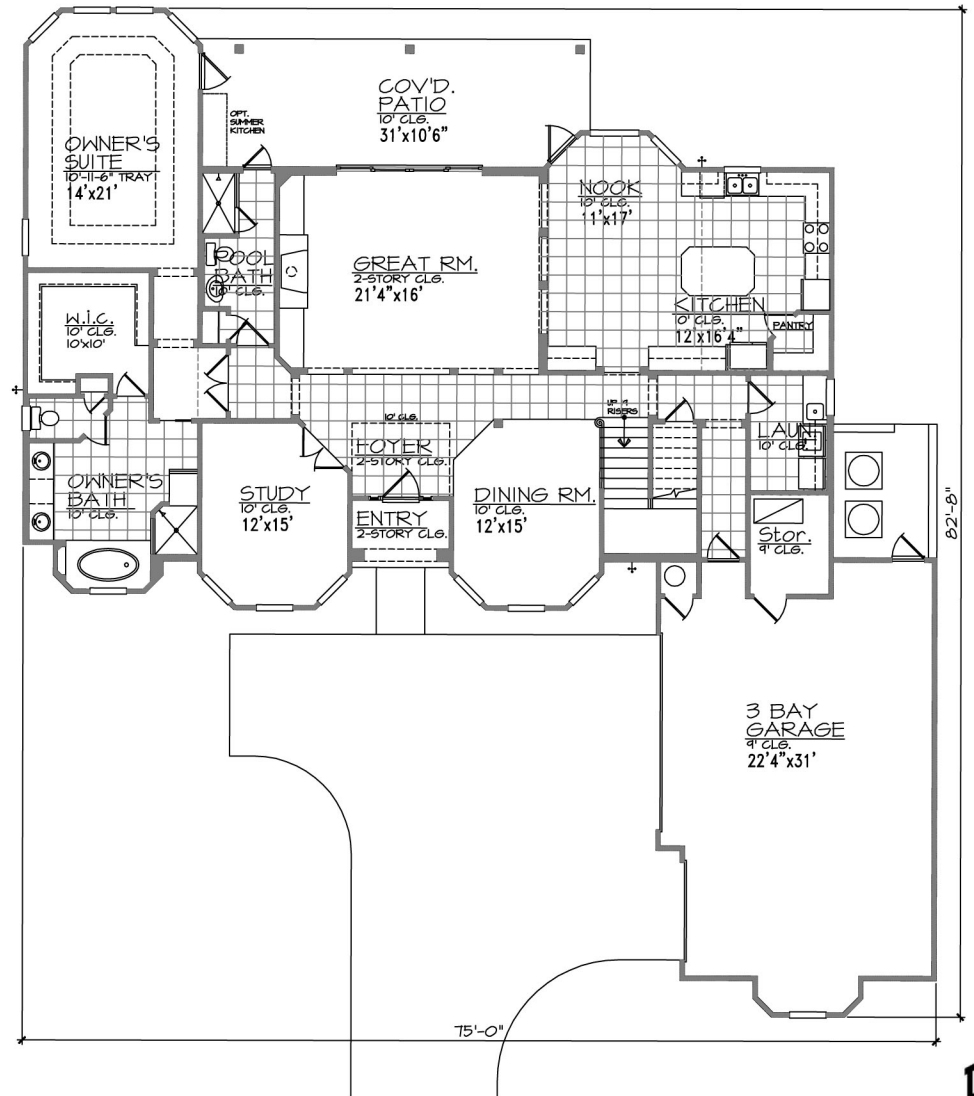 COV'D.
PATIO
10' CLG.
31'x10'6"
OPT.
SUMMER
KITCHEN
OWNER'S
SUITE
10'-11'-6" TRAY
14'x21'
NOOK
10' CLG.
11'x17'
POOL
BATH
10' CLG.
GREAT RM.
2-STORY CLG.
21'4"x16'
KITCHEN
0' CLG.
12'x16'4"
PANTRY
W.i.C.
10' CLG.
10'x10'
UP 9
RISERS
10' CLG.
FOYER
2-STORY CLG.
LAUN.
10' CLG.
OWNER'S
BATH
10' CLG.
STUDY
10' CLG.
12'x15'
ENTRY
2-STORY CLG.
DINING RM.
10' CLG.
12'x15'
Stor.
9' CLG.
82'-8"
3 BAY
GARAGE
9' CLG.
22'4"x31'
75'-0"